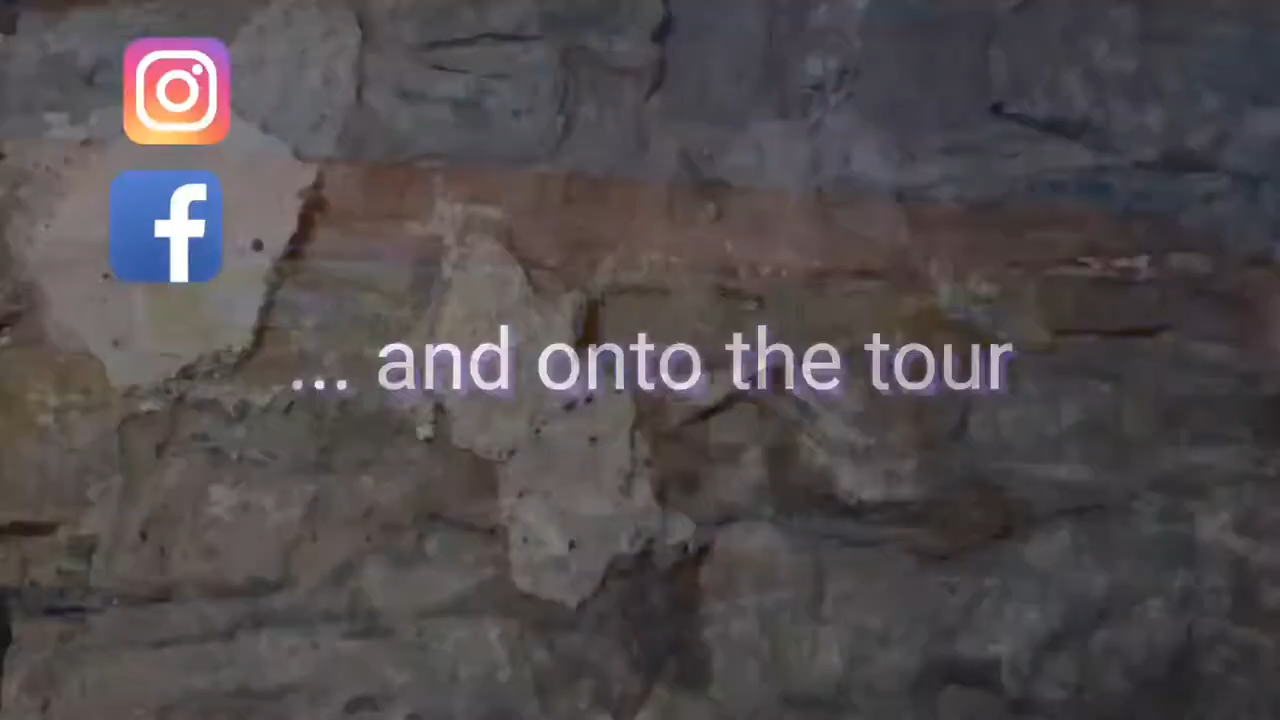 ... and onto the tour